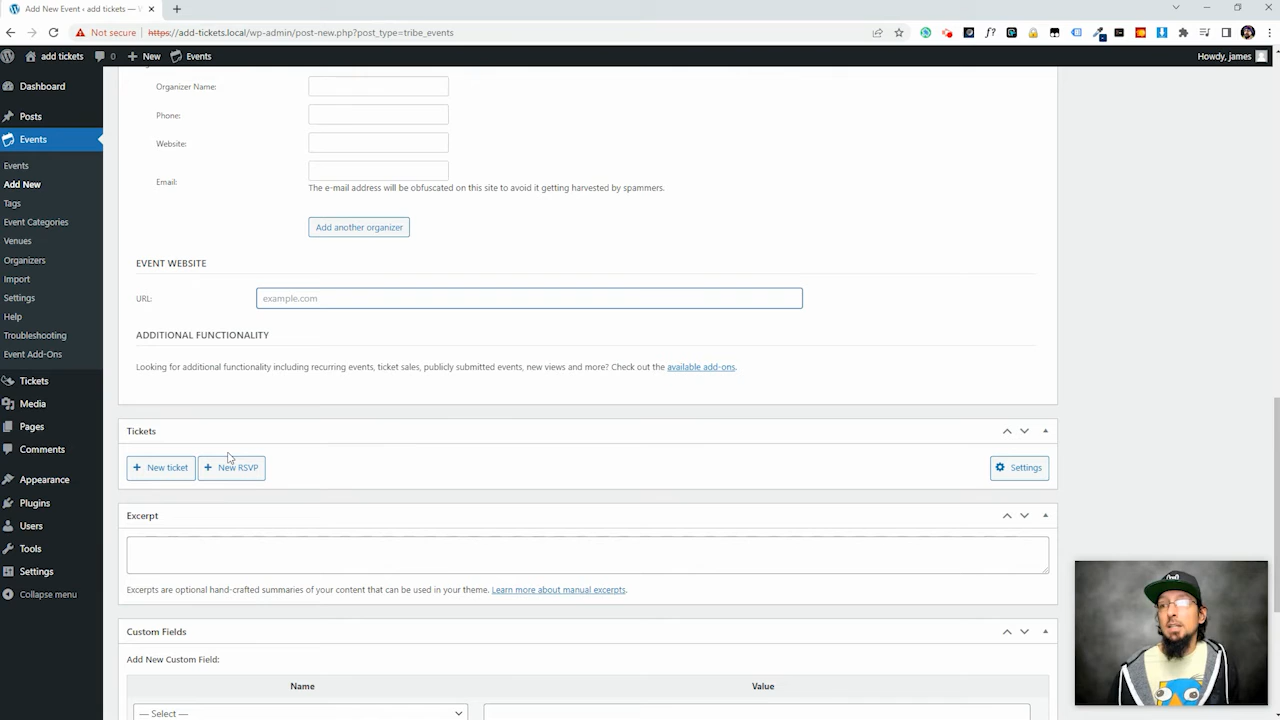 Add New Event ‹ add tickets — W
Not secure
https://add-tickets.local/wp-admin/post-new.php?post_type=tribe_events
add tickets
0
New
Events
Howdy, james
Dashboard
Posts
Events
Events
Add New
Tags
Event Categories
Venues
Organizers
Import
Settings
Help
Troubleshooting
Event Add-Ons
Tickets
Media
Pages
Comments
Appearance
Plugins
Users
Tools
Settings
Collapse menu
Organizer Name:
Phone:
Website:
Email:
The e-mail address will be obfuscated on this site to avoid it getting harvested by spammers.
Add another organizer
EVENT WEBSITE
URL:
example.com
ADDITIONAL FUNCTIONALITY
Looking for additional functionality including recurring events, ticket sales, publicly submitted events, new views and more? Check out the available add-ons.
Tickets
+ New ticket
+ New RSVP
Settings
Excerpt
Excerpts are optional hand-crafted summaries of your content that can be used in your theme. Learn more about manual excerpts.
Custom Fields
Add New Custom Field:
Name
Value
— Select —